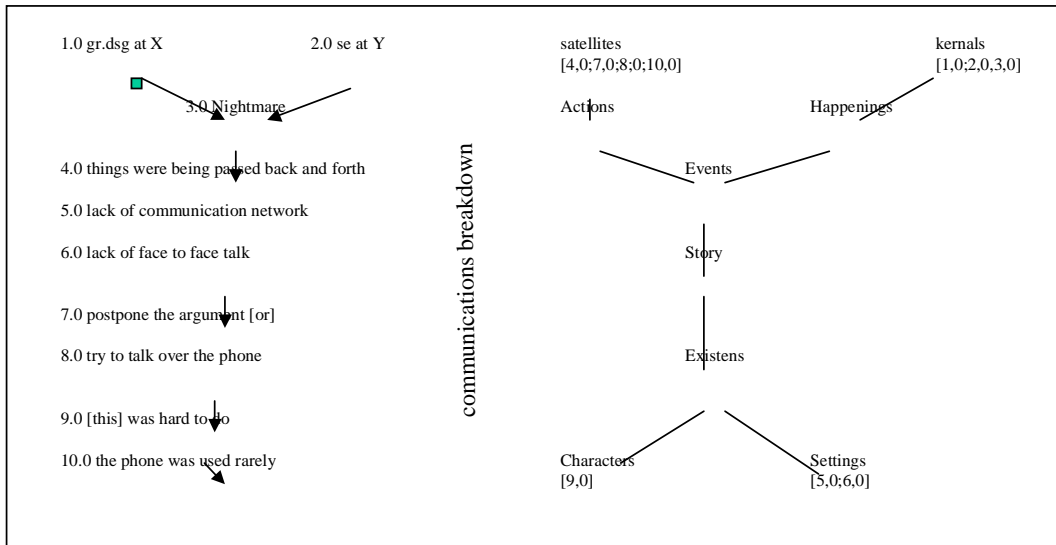 1.0 gr.dsg at X
2.0 se at Y
3.0 Nightmare
4.0 things were being passed back and forth
5.0 lack of communication network
6.0 lack of face to face talk
7.0 postpone the argument [or]
8.0 try to talk over the phone
9.0 [this] was hard to do
10.0 the phone was used rarely
communications breakdown
satellites
[4,0;7,0;8;0;10,0]
kernals
[1,0;2,0,3,0]
Actions
Happenings
Events
Story
Existens
Characters
[9,0]
Settings
[5,0;6,0]